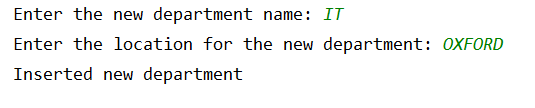 Enter the new department name: IT
Enter the location for the new department: OXFORD
Inserted new department